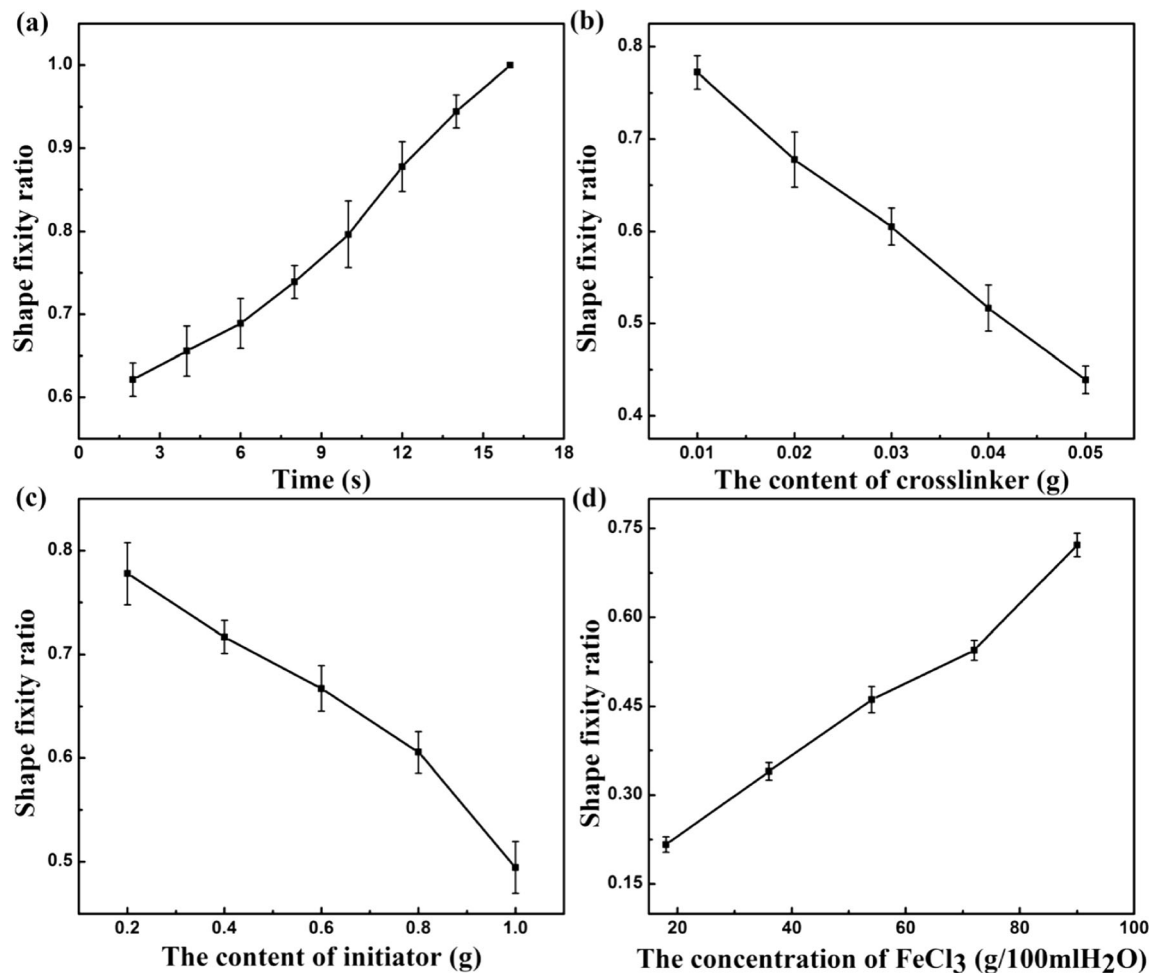 (a)
1.0
0.9
0.8
0.7
0.6
Shape fixity ratio
0 3 6 9 12 15 18
Time (s)
(b)
0.8
0.7
0.6
0.5
0.4
Shape fixity ratio
0.01 0.02 0.03 0.04 0.05
The content of crosslinker (g)
(c)
0.8
0.7
0.6
0.5
Shape fixity ratio
0.2 0.4 0.6 0.8 1.0
The content of initiator (g)
(d)
0.75
0.60
0.45
0.30
0.15
Shape fixity ratio
20 40 60 80 100
The concentration of FeCl3 (g/100mlH2O)